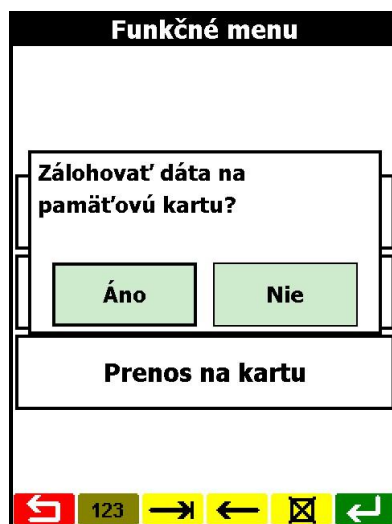 Funkčné menu
Zálohovať dáta na
pamäťovú kartu?
Áno
Nie
Prenos na kartu
123